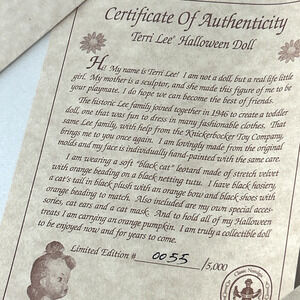 Certificate Of Authenticity
Terri Lee® Halloween Doll
Hi! My name is Terri Lee! I am not a doll, but a real life little
girl. My mother is a sculptor, and she made this figure of me to be
your playmate. I do hope we can become the best of friends.
The historic Lee family joined together in 1946 to create a toddler
doll, one that was fun to dress in many fashionable clothes. That
same Lee family, with help from the Knickerbocker Toy Company,
brings me to you once again. I am lovingly made from the original
molds and my face is individually hand-painted with the same care.
I am wearing a soft "black cat" leotard made of stretch velvet
with orange beading on a black netting tutu. I have black hosiery,
a cat's tail in black plush with an orange bow and black shoes with
orange beading to match. Also included are my own special acces-
sories, cat ears and a cat mask. And to hold all of my Halloween
treats I am carrying an orange pumpkin. I am truly a collectible doll
to be enjoyed now and for years to come.
Limited Edition # 0055 /5,000